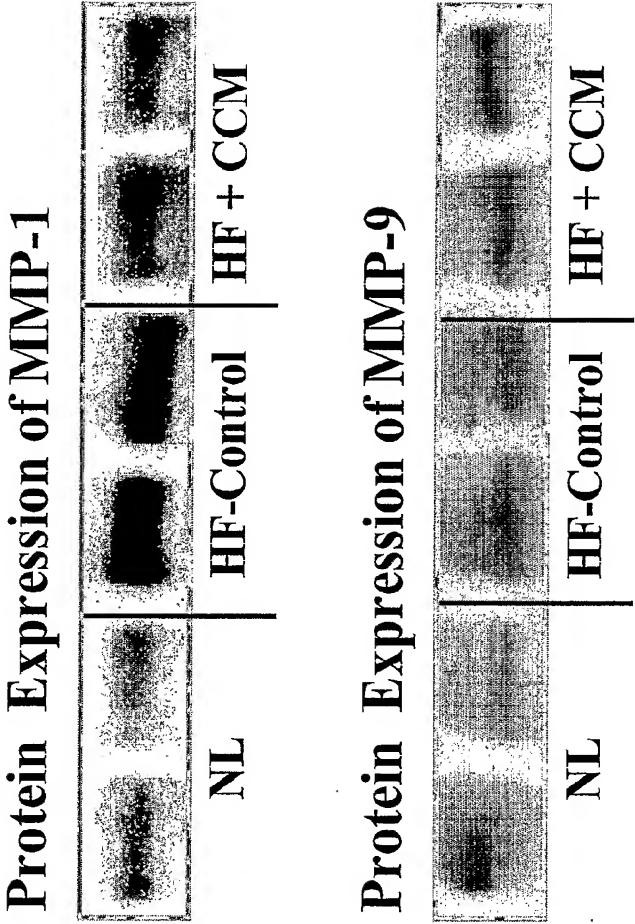 Protein Expression of MMP-1
NL HF-Control HF + CCM
Protein Expression of MMP-9
NL HF-Control HF + CCM